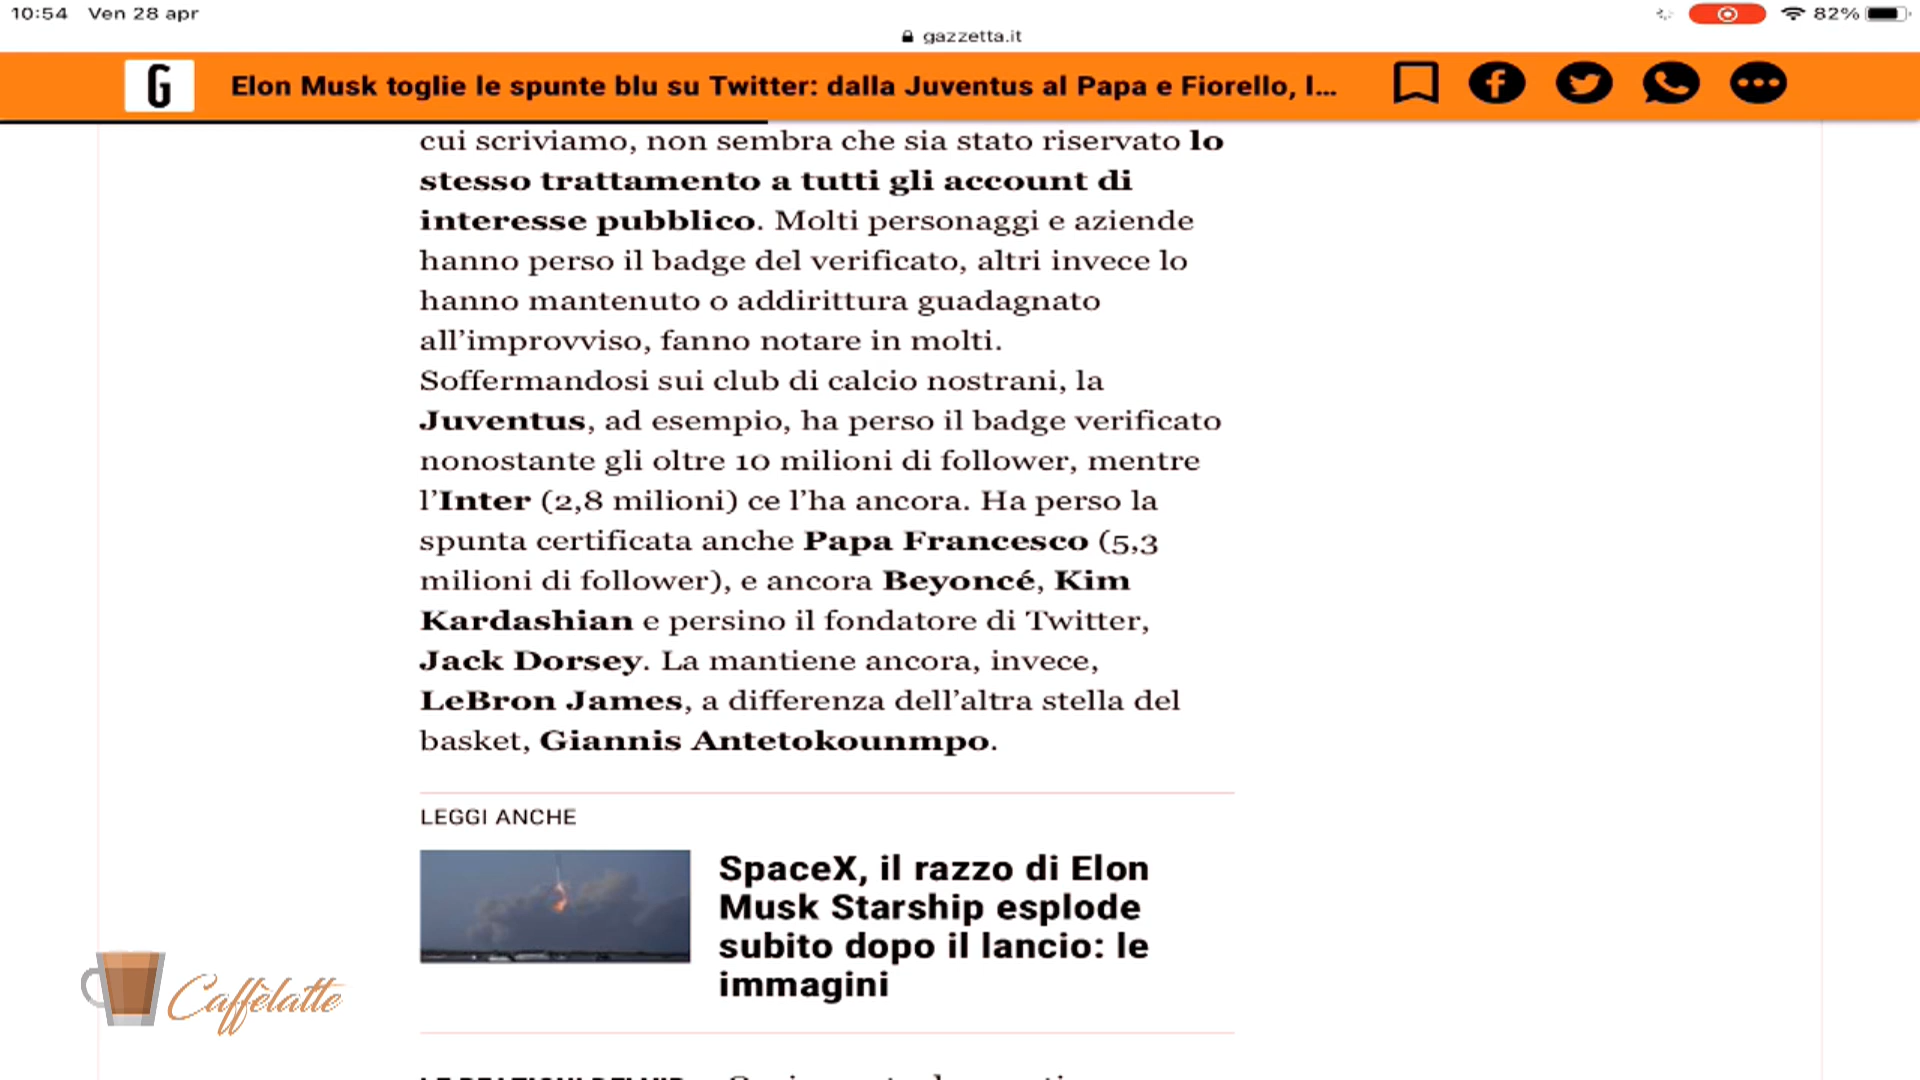 10:54 Ven 28 apr
82%
gazzetta.it
G
Elon Musk toglie le spunte blu su Twitter: dalla Juventus al Papa e Fiorello, l...
cui scriviamo, non sembra che sia stato riservato lo
stesso trattamento a tutti gli account di
interesse pubblico. Molti personaggi e aziende
hanno perso il badge del verificato, altri invece lo
hanno mantenuto o addirittura guadagnato
all’improvviso, fanno notare in molti.
Soffermandosi sui club di calcio nostrani, la
Juventus, ad esempio, ha perso il badge verificato
nonostante gli oltre 10 milioni di follower, mentre
l’Inter (2,8 milioni) ce l’ha ancora. Ha perso la
spunta certificata anche Papa Francesco (5,3
milioni di follower), e ancora Beyoncé, Kim
Kardashian e persino il fondatore di Twitter,
Jack Dorsey. La mantiene ancora, invece,
LeBron James, a differenza dell’altra stella del
basket, Giannis Antetokounmpo.
LEGGI ANCHE
SpaceX, il razzo di Elon
Musk Starship esplode
subito dopo il lancio: le
immagini
Caffèlatte